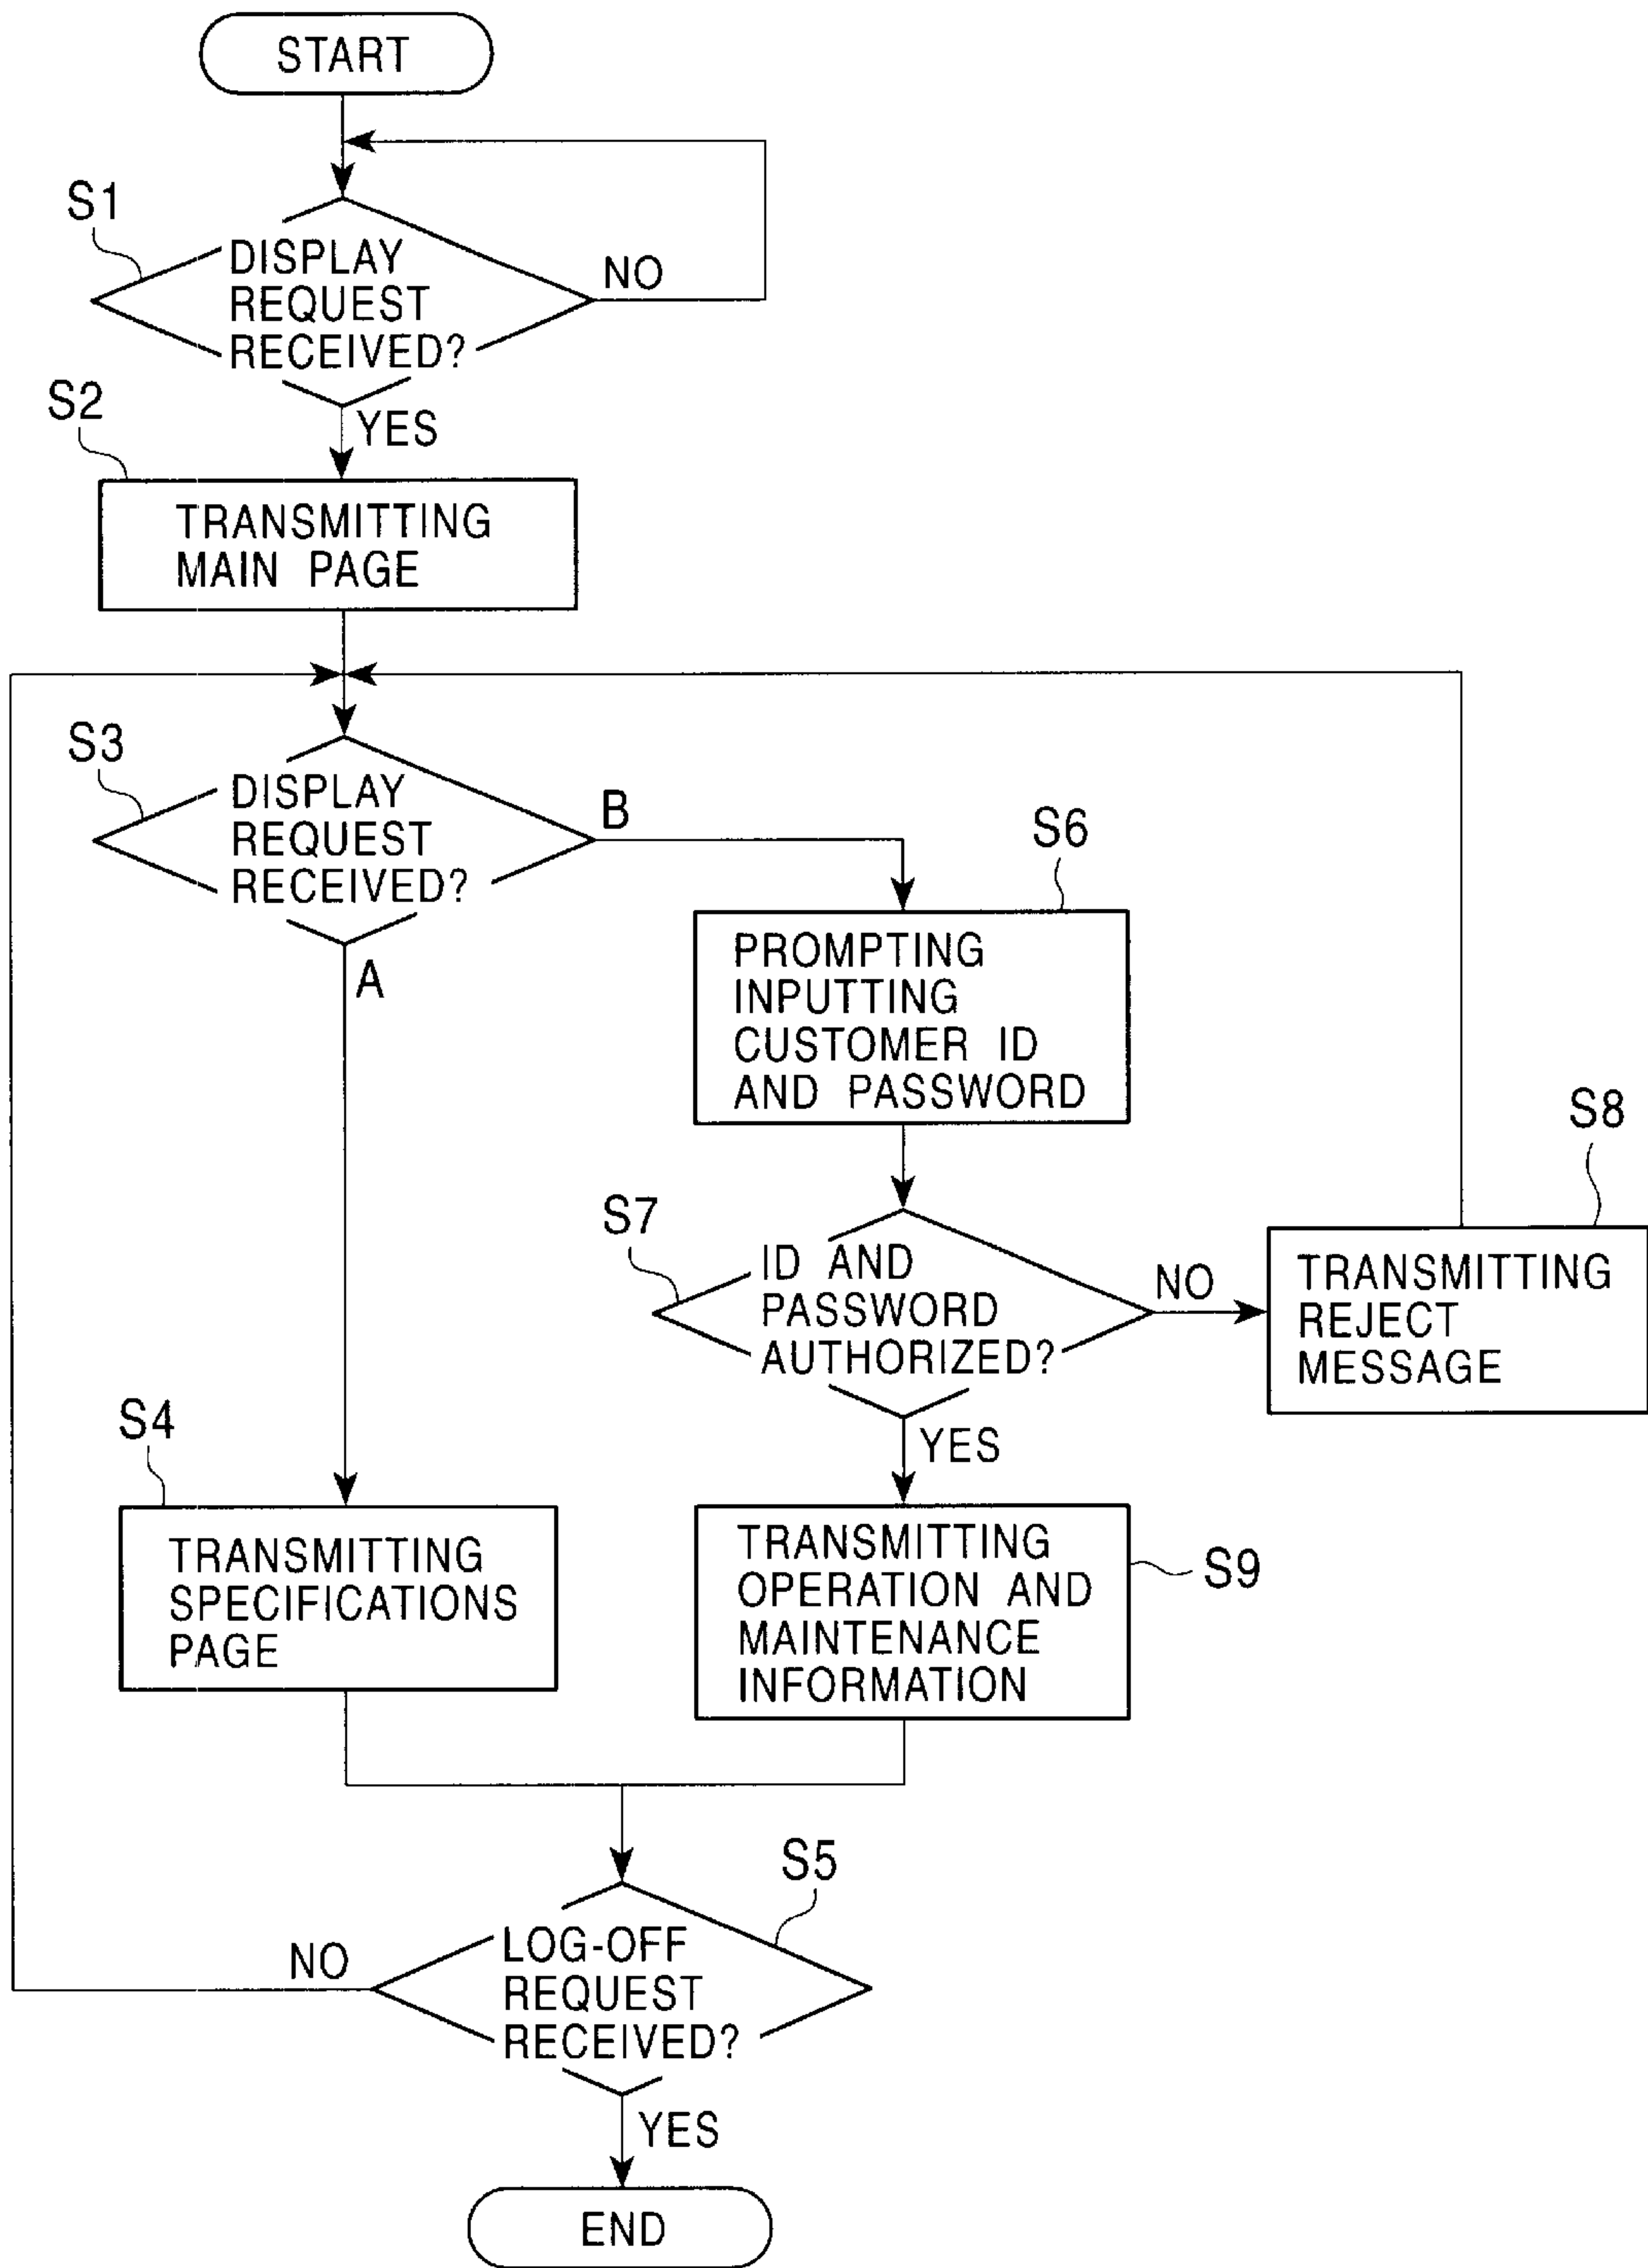 START
S1
DISPLAY
REQUEST
RECEIVED?
NO
S2
YES
TRANSMITTING
MAIN PAGE
S3
DISPLAY
REQUEST
RECEIVED?
B
A
S6
PROMPTING
INPUTTING
CUSTOMER ID
AND PASSWORD
S7
ID AND
PASSWORD
AUTHORIZED?
NO
S8
TRANSMITTING
REJECT
MESSAGE
YES
S4
TRANSMITTING
SPECIFICATIONS
PAGE
TRANSMITTING
OPERATION AND
MAINTENANCE
INFORMATION
S9
S5
LOG-OFF
REQUEST
RECEIVED?
NO
YES
END